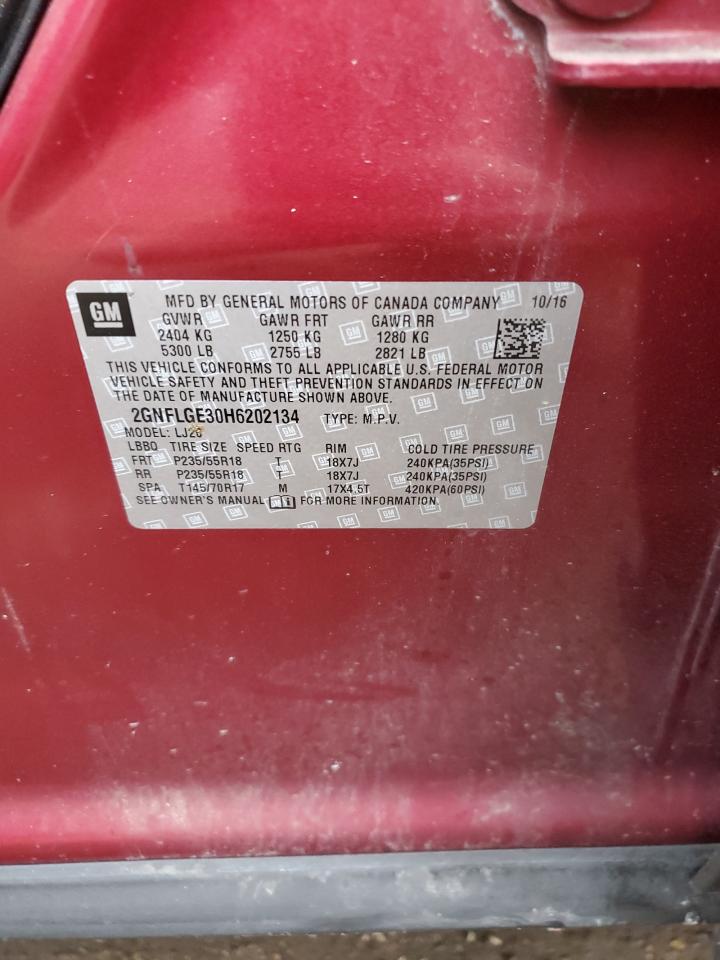 GM MFD BY GENERAL MOTORS OF CANADA COMPANY 10/16
GVWR GAWR FRT GAWR RR
2404 KG 1250 KG 1280 KG
5300 LB 2755 LB 2821 LB
THIS VEHICLE CONFORMS TO ALL APPLICABLE U.S. FEDERAL MOTOR
VEHICLE SAFETY AND THEFT PREVENTION STANDARDS IN EFFECT ON
THE DATE OF MANUFACTURE SHOWN ABOVE.
2GNFLGE30H6202134 TYPE: M.P.V.
MODEL: LJ26
LBBO TIRE SIZE SPEED RTG RIM COLD TIRE PRESSURE
FRT P235/55R18 T 18X7J 240KPA(35PSI)
RR P235/55R18 T 18X7J 240KPA(35PSI)
SPA T145/70R17 M 17X4.5T 420KPA(60PSI)
SEE OWNER'S MANUAL FOR MORE INFORMATION